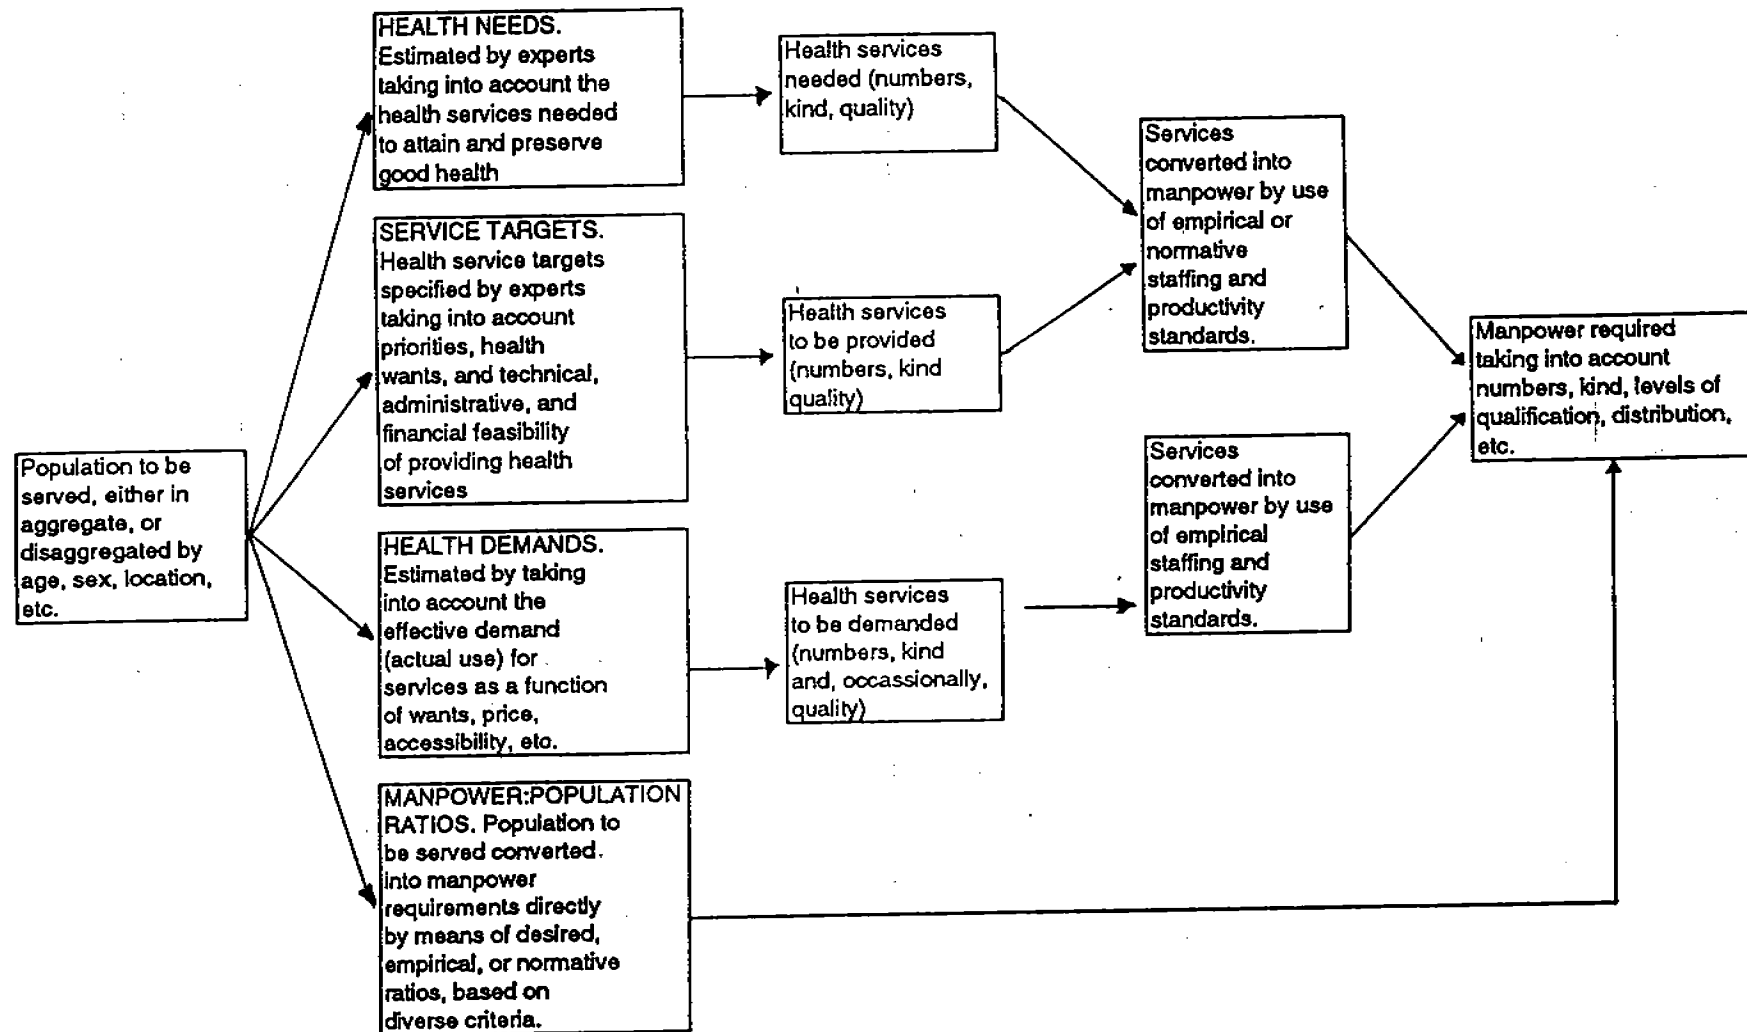 HEALTH NEEDS.
Estimated by experts
taking into account the
health services needed
to attain and preserve
good health
Health services
needed (numbers,
kind, quality)
Services
converted into
manpower by use
of empirical or
normative
staffing and
productivity
standards.
SERVICE TARGETS.
Health service targets
specified by experts
taking into account
priorities, health
wants, and technical,
administrative, and
financial feasibility
of providing health
services
Health services
to be provided
(numbers, kind
quality)
Manpower required
taking into account
numbers, kind, levels of
qualification, distribution,
etc.
Population to be
served, either in
aggregate, or
disaggregated by
age, sex, location,
etc.
Services
converted into
manpower by use
of empirical
staffing and
productivity
standards.
HEALTH DEMANDS.
Estimated by taking
into account the
effective demand
(actual use) for
services as a function
of wants, price,
accessibility, etc.
Health services
to be demanded
(numbers, kind
and, occassionally,
quality)
MANPOWER:POPULATION
RATIOS. Population to
be served converted.
into manpower
requirements directly
by means of desired,
empirical, or normative
ratios, based on
diverse criteria.